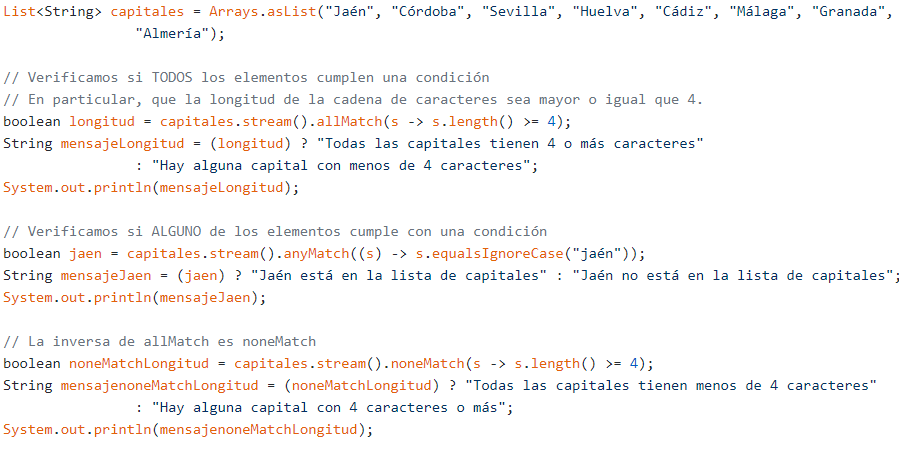 List<String> capitales = Arrays.asList("Jaén", "Córdoba", "Sevilla", "Huelva", "Cádiz", "Málaga", "Granada",
                "Almería");

// Verificamos si TODOS los elementos cumplen una condición
// En particular, que la longitud de la cadena de caracteres sea mayor o igual que 4.
boolean longitud = capitales.stream().allMatch(s -> s.length() >= 4);
String mensajeLongitud = (longitud) ? "Todas las capitales tienen 4 o más caracteres"
                : "Hay alguna capital con menos de 4 caracteres";
System.out.println(mensajeLongitud);

// Verificamos si ALGUNO de los elementos cumple con una condición
boolean jaen = capitales.stream().anyMatch((s) -> s.equalsIgnoreCase("jaén"));
String mensajeJaen = (jaen) ? "Jaén está en la lista de capitales" : "Jaén no está en la lista de capitales";
System.out.println(mensajeJaen);

// La inversa de allMatch es noneMatch
boolean noneMatchLongitud = capitales.stream().noneMatch(s -> s.length() >= 4);
String mensajenoneMatchLongitud = (noneMatchLongitud) ? "Todas las capitales tienen menos de 4 caracteres"
                : "Hay alguna capital con 4 caracteres o más";
System.out.println(mensajenoneMatchLongitud);